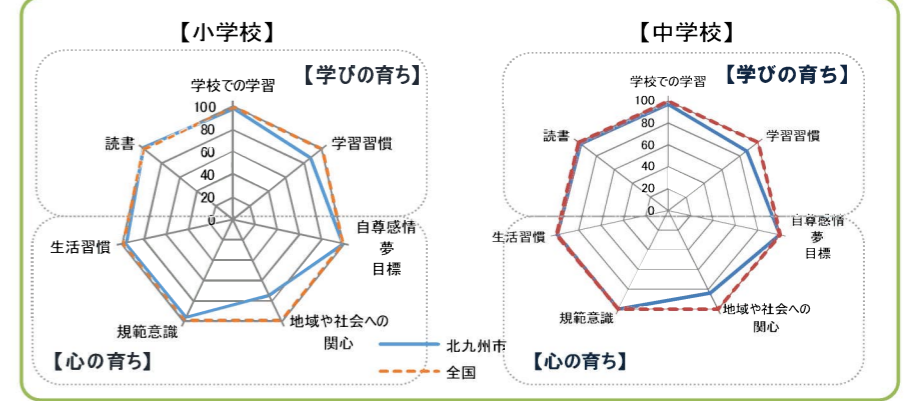 【小学校】
【学びの育ち】
学校での学習
100
80
60
40
20
0
学習習慣
自尊感情
夢
目標
地域や社会への
関心
規範意識
生活習慣
読書
【心の育ち】
北九州市
全国
【中学校】
【学びの育ち】
学校での学習
100
80
60
40
20
0
学習習慣
自尊感情
夢
目標
地域や社会への
関心
規範意識
生活習慣
読書
【心の育ち】